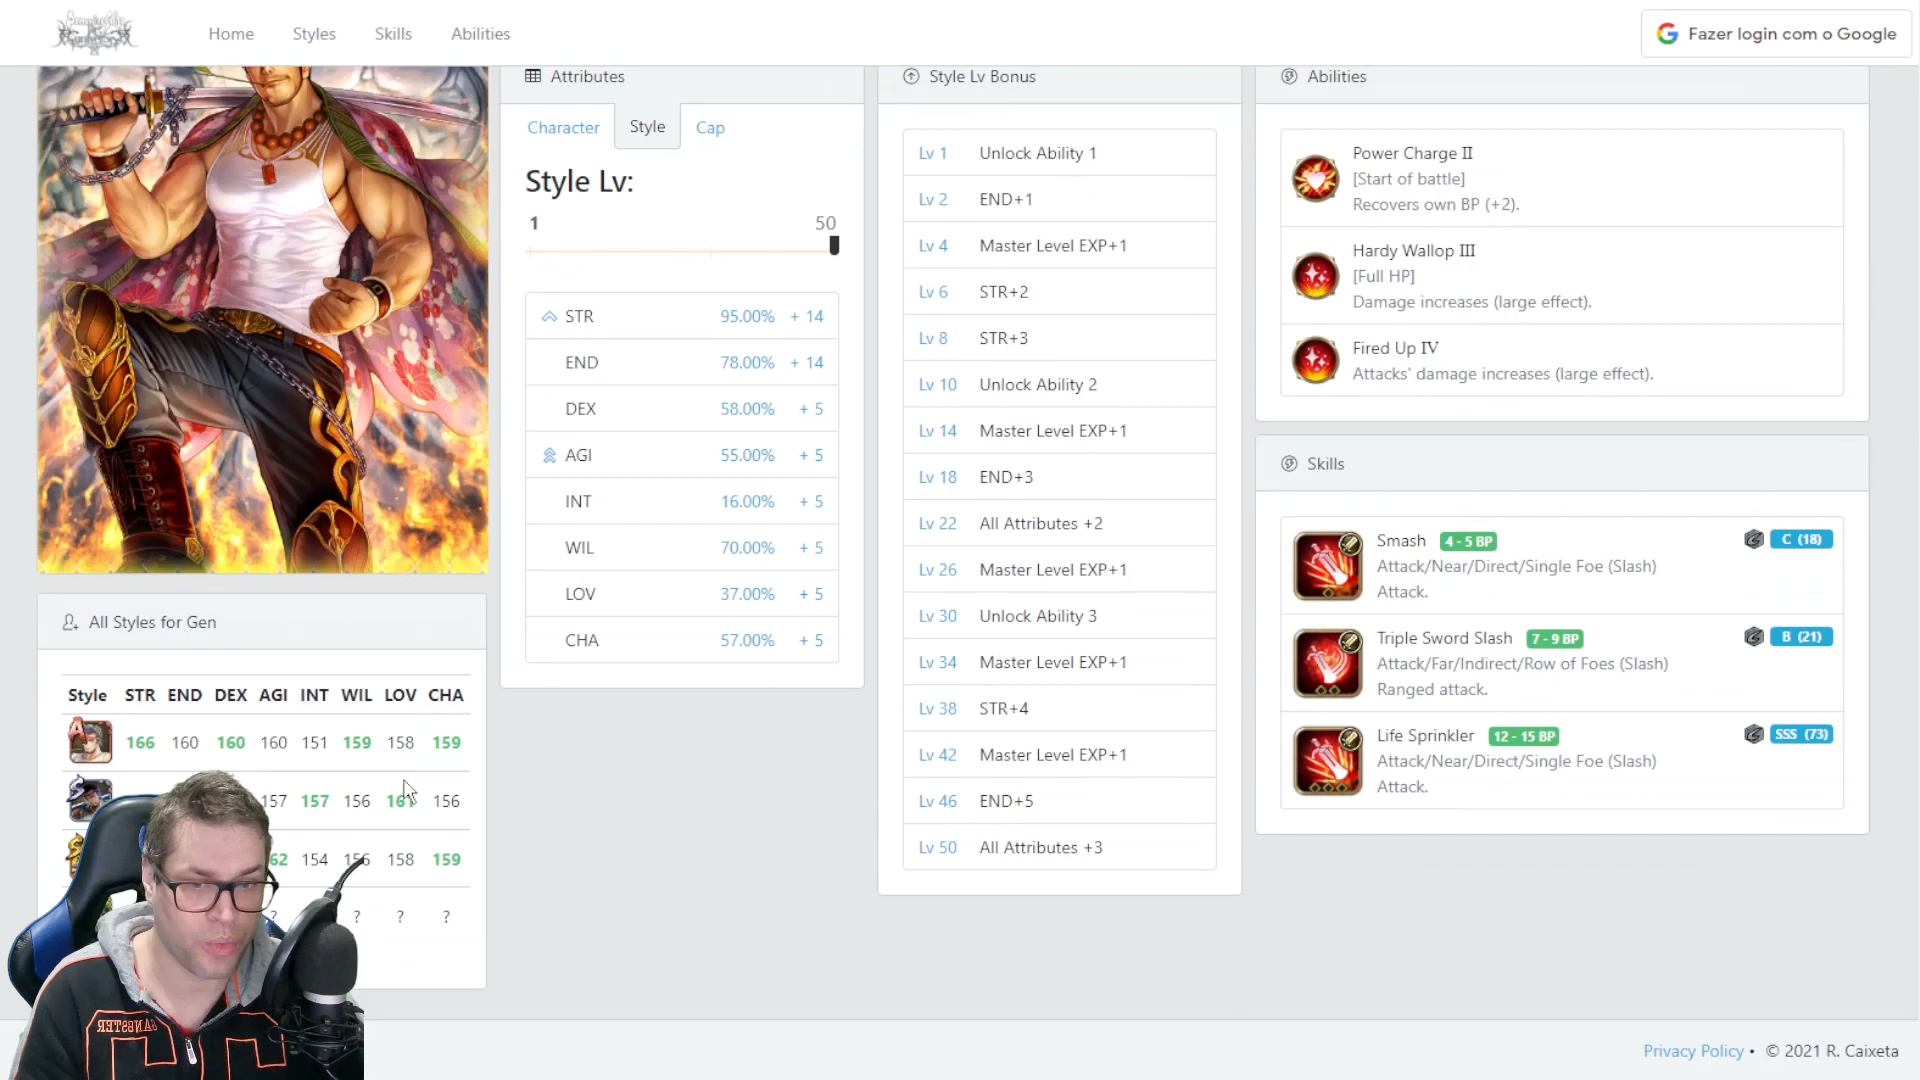 Home
Styles
Skills
Abilities
Fazer login com o Google
Attributes
Character
Style
Cap
Style Lv:
1
50
STR 95.00% + 14
END 78.00% + 14
DEX 58.00% + 5
AGI 55.00% + 5
INT 16.00% + 5
WIL 70.00% + 5
LOV 37.00% + 5
CHA 57.00% + 5
All Styles for Gen
Style STR END DEX AGI INT WIL LOV CHA
A 166 160 160 160 151 159 158 159
S 157 157 156 156
154 156 158 159
? ? ? ?
Style Lv Bonus
Lv 1 Unlock Ability 1
Lv 2 END+1
Lv 4 Master Level EXP+1
Lv 6 STR+2
Lv 8 STR+3
Lv 10 Unlock Ability 2
Lv 14 Master Level EXP+1
Lv 18 END+3
Lv 22 All Attributes +2
Lv 26 Master Level EXP+1
Lv 30 Unlock Ability 3
Lv 34 Master Level EXP+1
Lv 38 STR+4
Lv 42 Master Level EXP+1
Lv 46 END+5
Lv 50 All Attributes +3
Abilities
Power Charge II
[Start of battle]
Recovers own BP (+2).
Hardy Wallop III
[Full HP]
Damage increases (large effect).
Fired Up IV
Attacks' damage increases (large effect).
Skills
Smash 4 - 5 BP C (18)
Attack/Near/Direct/Single Foe (Slash)
Attack.
Triple Sword Slash 7 - 9 BP B (21)
Attack/Far/Indirect/Row of Foes (Slash)
Ranged attack.
Life Sprinkler 12 - 15 BP SSS (73)
Attack/Near/Direct/Single Foe (Slash)
Attack.
Privacy Policy • © 2021 R. Caixeta